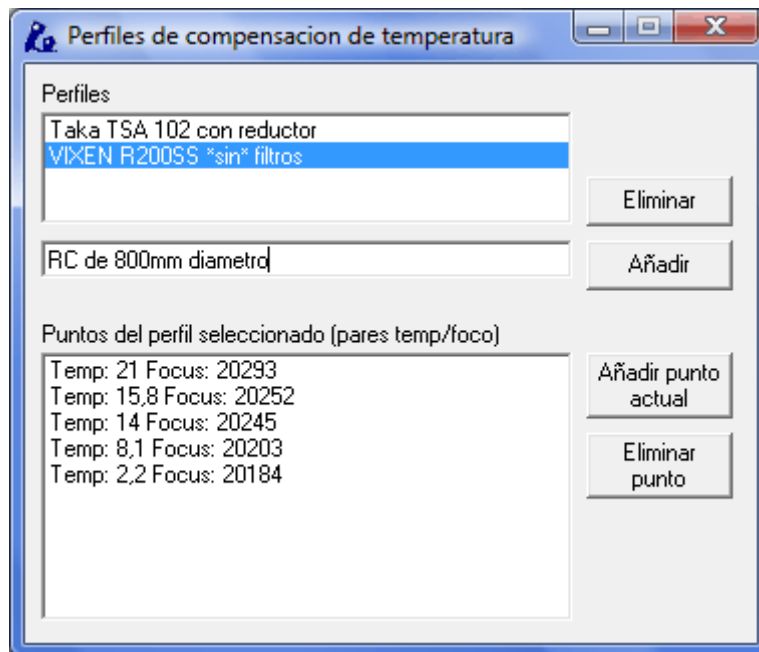 Perfiles de compensacion de temperatura
Perfiles
Taka TSA 102 con reductor
VIXEN R200SS *sin* filtros
Eliminar
RC de 800mm diametro
Añadir
Puntos del perfil seleccionado (pares temp/foco)
Temp: 21 Focus: 20293
Temp: 15,8 Focus: 20252
Temp: 14 Focus: 20245
Temp: 8,1 Focus: 20203
Temp: 2,2 Focus: 20184
Añadir punto
actual
Eliminar
punto